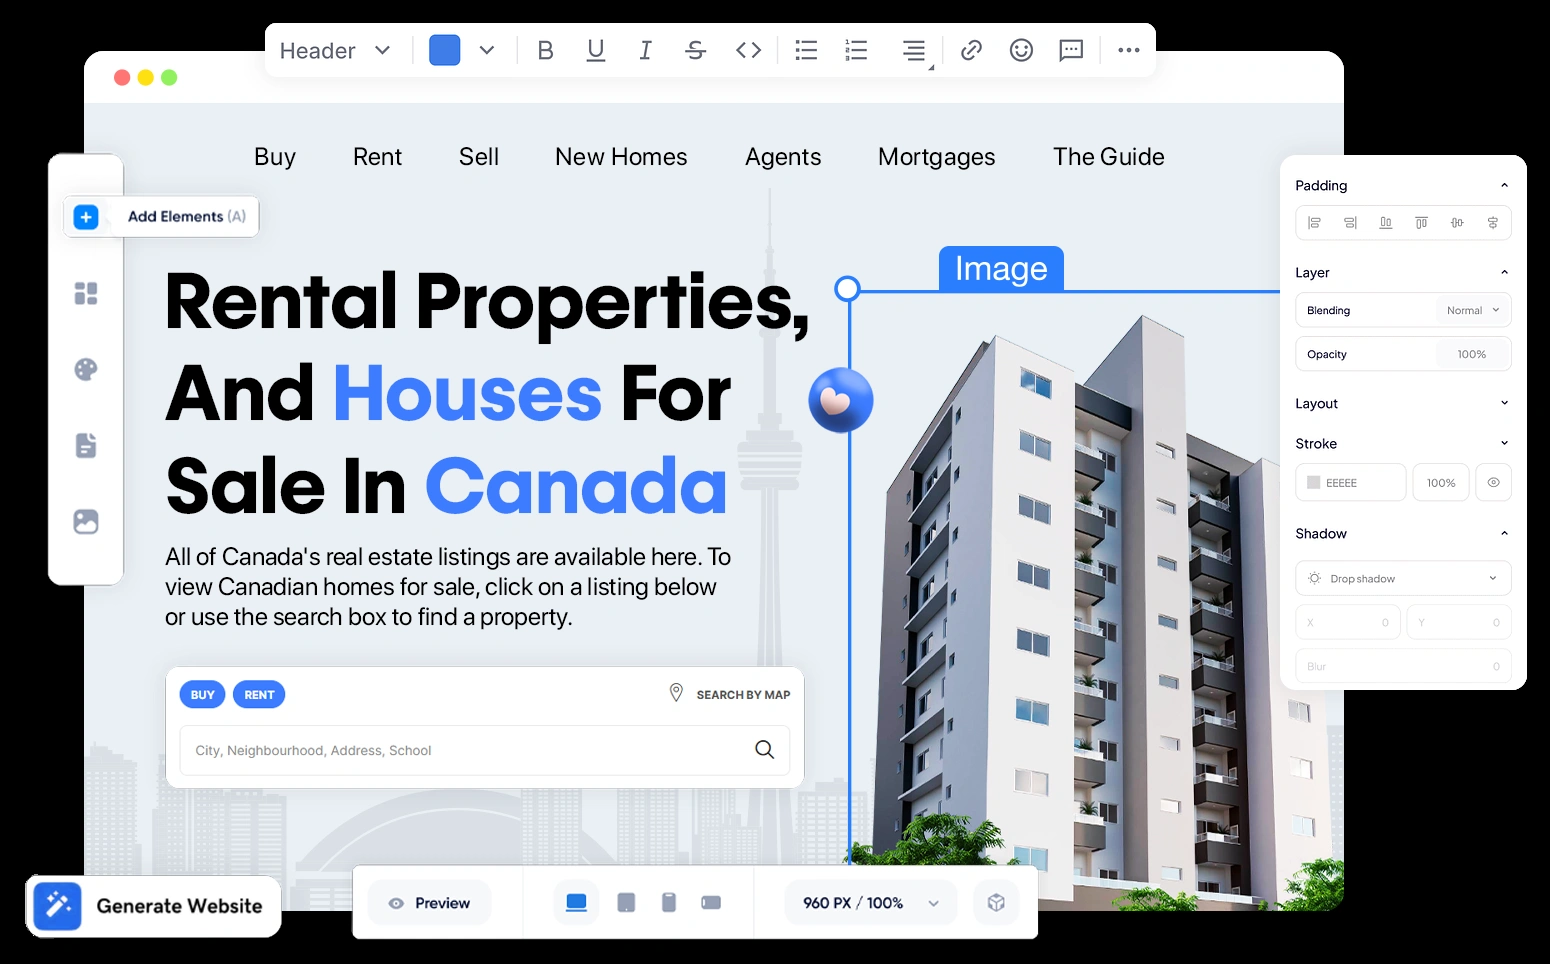 Header
Buy Rent Sell New Homes Agents Mortgages The Guide
Add Elements (A)
Rental Properties,
And Houses For
Sale In Canada
All of Canada's real estate listings are available here. To
view Canadian homes for sale, click on a listing below
or use the search box to find a property.
BUY RENT SEARCH BY MAP
City, Neighbourhood, Address, School
Image
Padding
Layer
Blending Normal
Opacity 100%
Layout
Stroke
EEEEE 100%
Shadow
Drop shadow
X 0 Y 0
Blur 0
Generate Website
Preview 960 PX / 100%